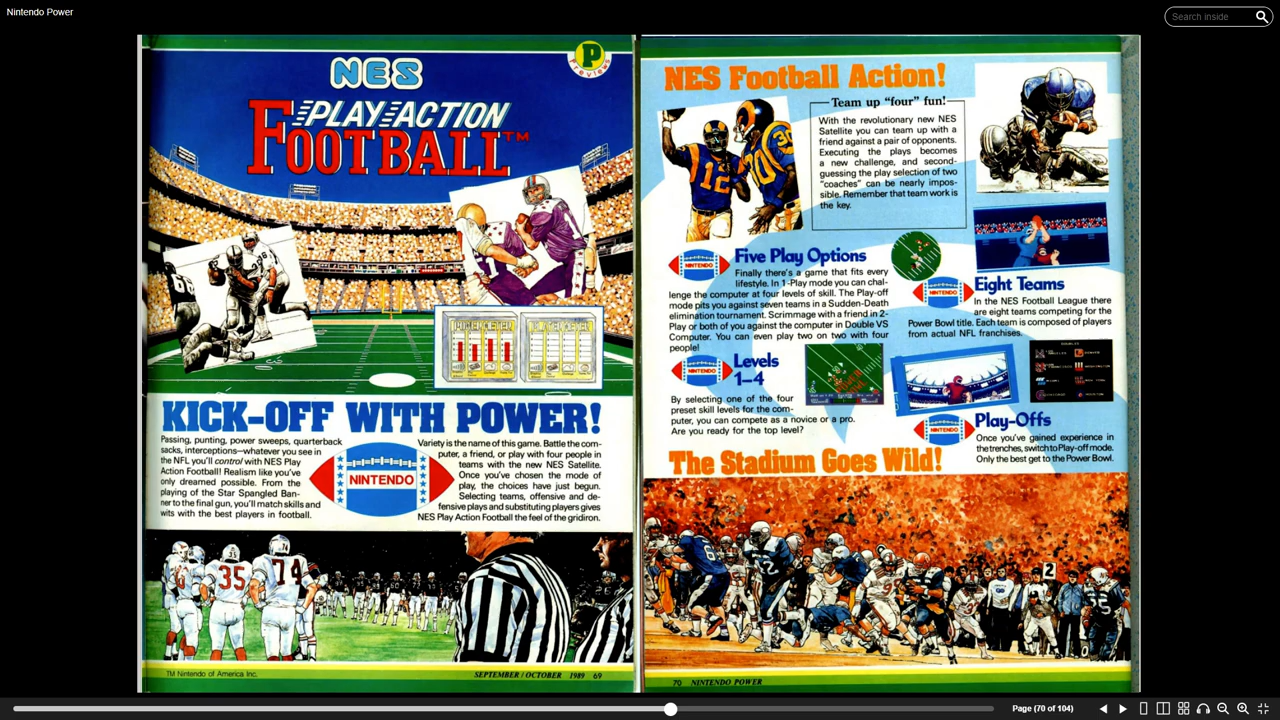 Nintendo Power
Search inside
P
Previews
NES
PLAY ACTION
FOOTBALL™
KICK-OFF WITH POWER!
Passing, punting, power sweeps, quarterback
sacks, interceptions—whatever you see in
the NFL you'll control with NES Play
Action Football! Realism like you've
only dreamed possible. From the
playing of the Star Spangled Ban-
ner to the final gun, you'll match skills and
wits with the best players in football.
NINTENDO
Variety is the name of this game. Battle the com-
puter, a friend, or play with four people in
teams with the new NES Satellite.
Once you've chosen the mode of
play, the choices have just begun.
Selecting teams, offensive and de-
fensive plays and substituting players gives
NES Play Action Football the feel of the gridiron.
35
74
TM Nintendo of America Inc.
SEPTEMBER / OCTOBER 1989 69
NES Football Action!
12
Team up "four" fun!
With the revolutionary new NES
Satellite you can team up with a
friend against a pair of opponents.
Executing the plays becomes
a new challenge, and second-
guessing the play selection of two
"coaches" can be nearly impos-
sible. Remember that team work is
the key.
NINTENDO
Five Play Options
Finally there's a game that fits every
lifestyle. In 1-Play mode you can chal-
lenge the computer at four levels of skill. The Play-off
mode pits you against seven teams in a Sudden-Death
elimination tournament. Scrimmage with a friend in 2-
Play or both of you against the computer in Double VS
Computer. You can even play two on two with four
people!
NINTENDO
Levels
1–4
By selecting one of the four
preset skill levels for the com-
puter, you can compete as a novice or a pro.
Are you ready for the top level?
NINTENDO
Eight Teams
In the NES Football League there
are eight teams competing for the
Power Bowl title. Each team is composed of players
from actual NFL franchises.
NINTENDO
Play-Offs
Once you've gained experience in
the trenches, switch to Play-off mode.
Only the best get to the Power Bowl.
The Stadium Goes Wild!
2
70 NINTENDO POWER
Page (70 of 104)